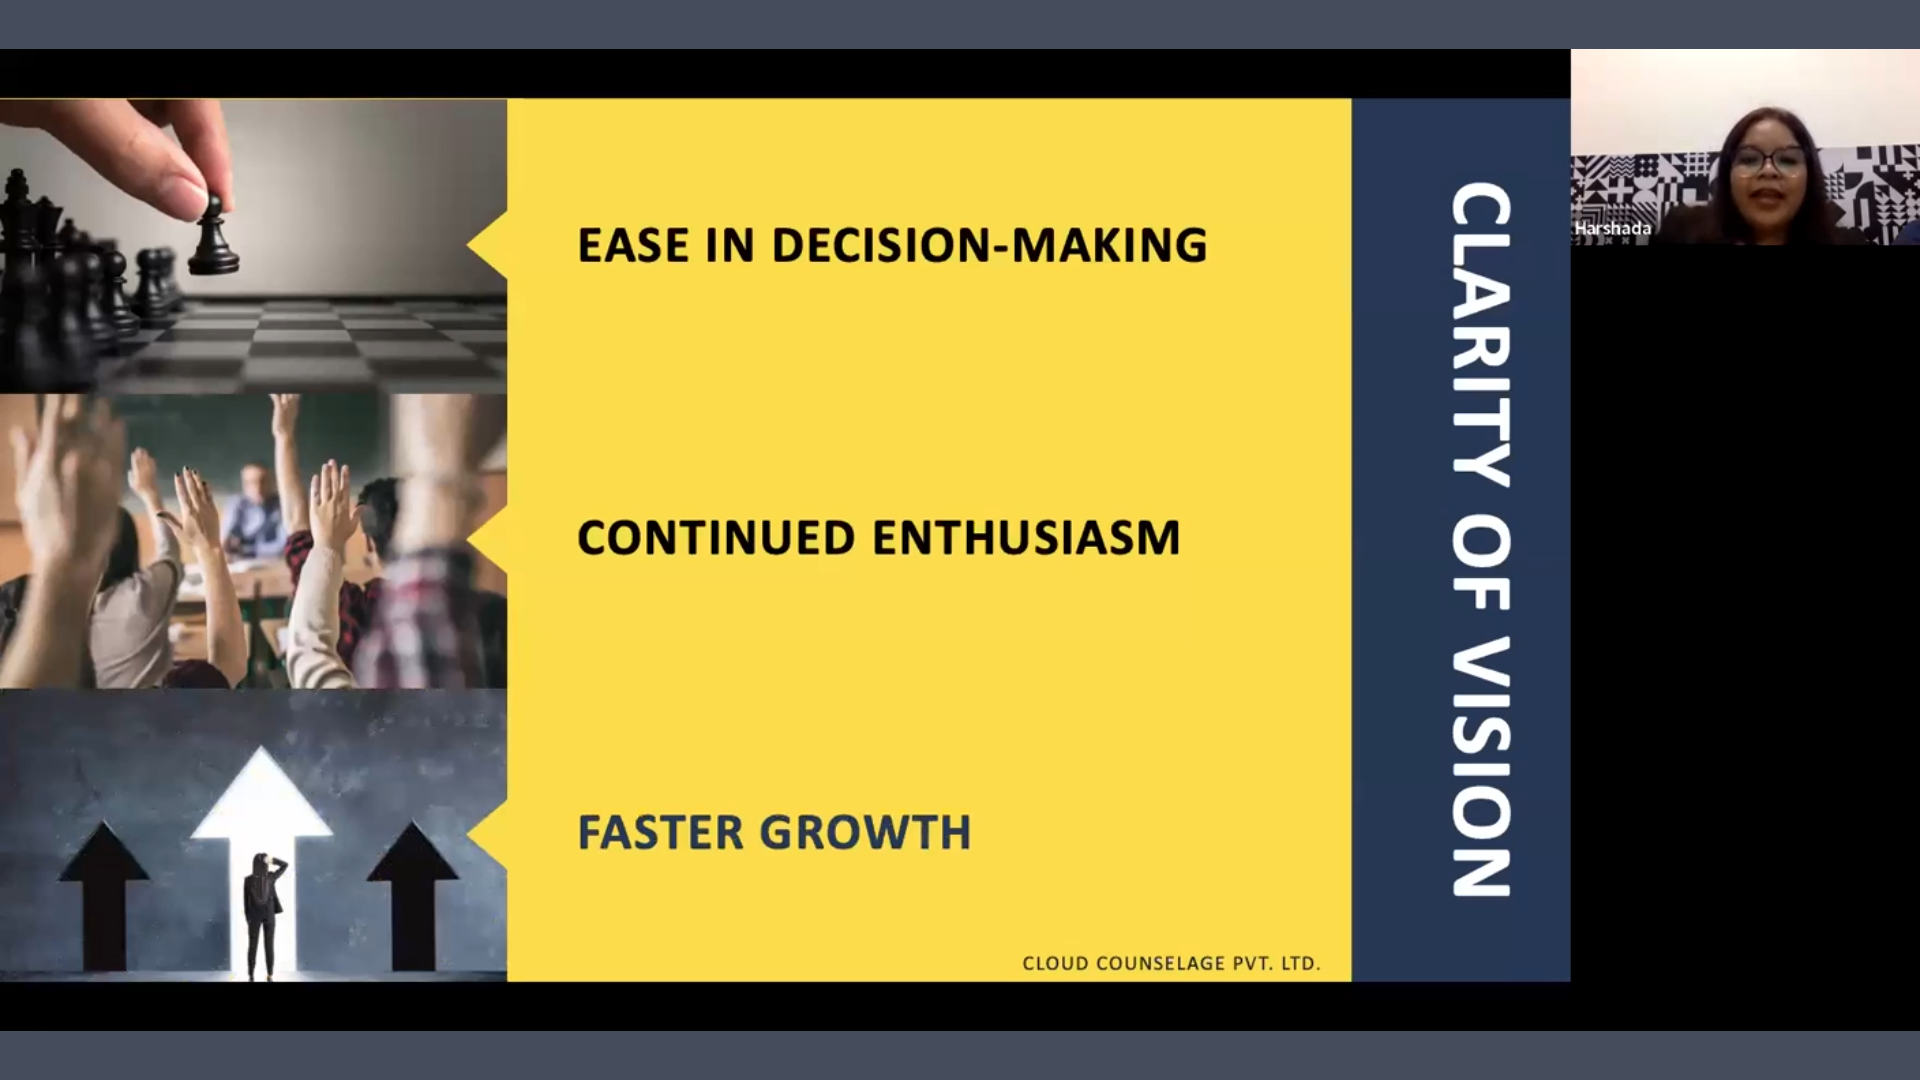 EASE IN DECISION-MAKING
CONTINUED ENTHUSIASM
FASTER GROWTH
CLOUD COUNSELAGE PVT. LTD.
CLARITY OF VISION
Harshada